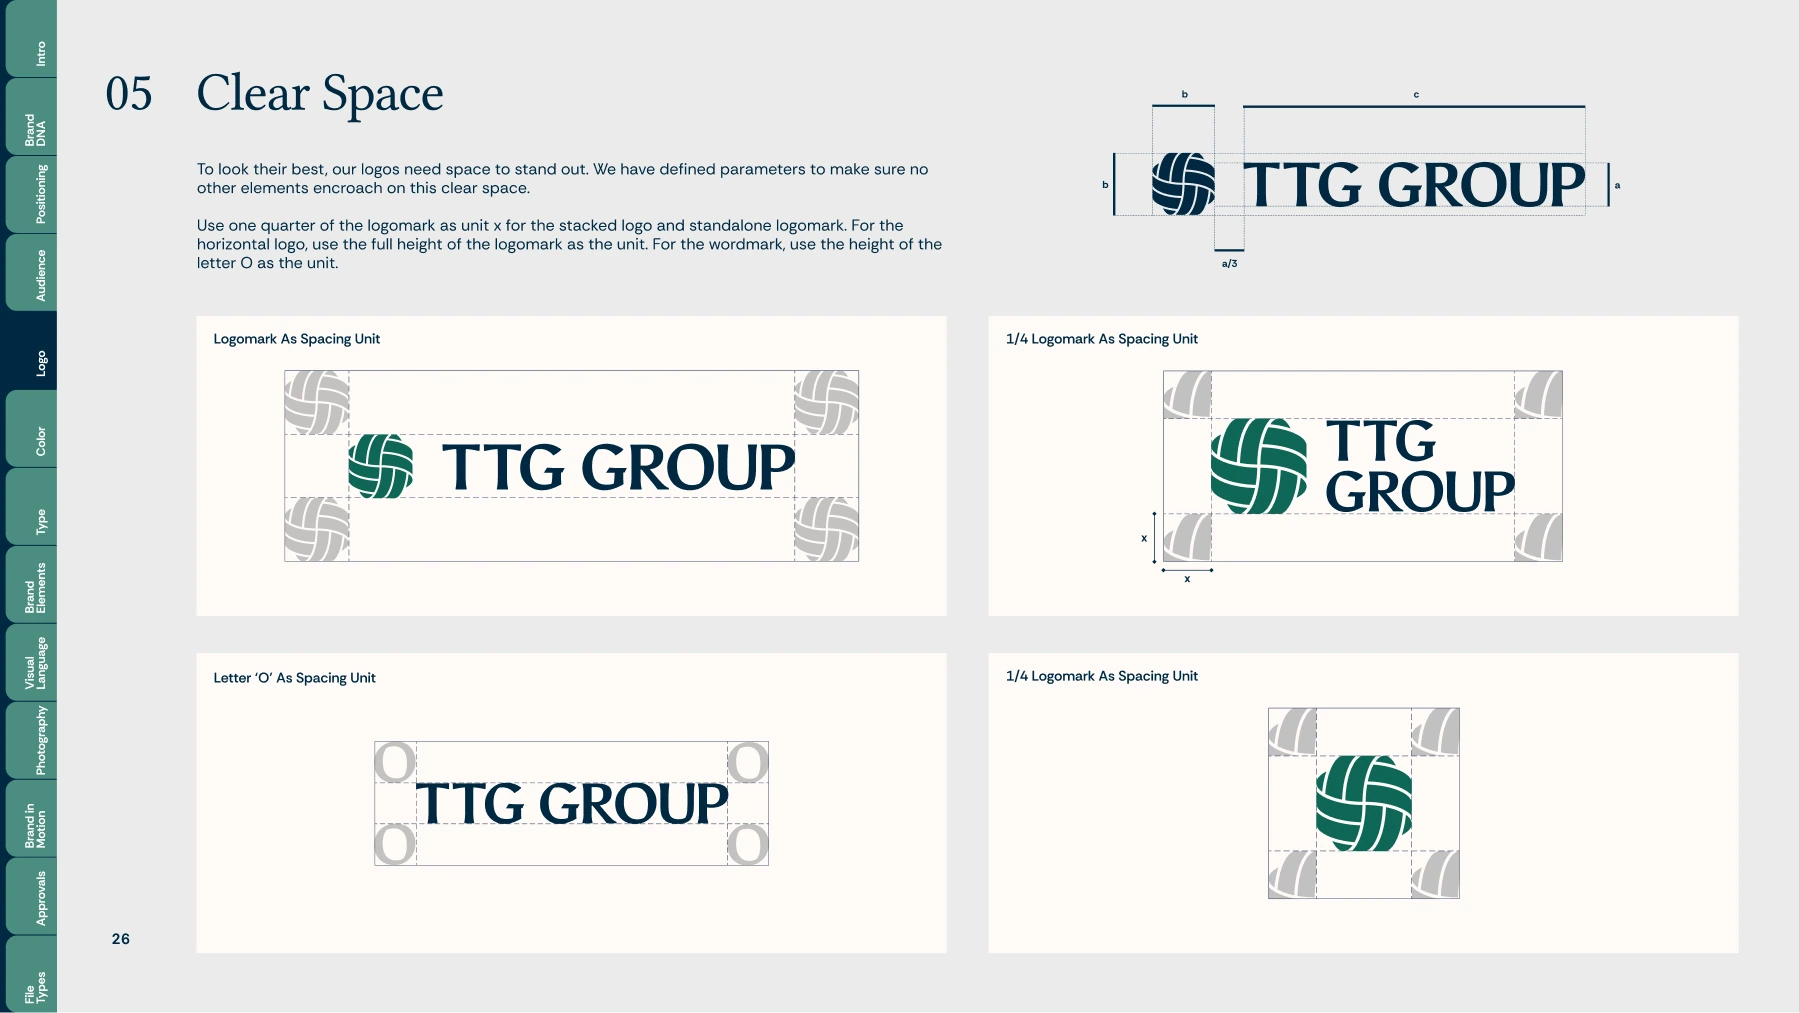 Intro
Brand
DNA
Positioning
Audience
Logo
Color
Type
Brand
Elements
Visual
Language
Photography
Brand in
Motion
Approvals
File
Types
05 Clear Space
To look their best, our logos need space to stand out. We have defined parameters to make sure no
other elements encroach on this clear space.
Use one quarter of the logomark as unit x for the stacked logo and standalone logomark. For the
horizontal logo, use the full height of the logomark as the unit. For the wordmark, use the height of the
letter O as the unit.
b
c
b
TTG GROUP
a
a/3
Logomark As Spacing Unit
TTG GROUP
1/4 Logomark As Spacing Unit
TTG
GROUP
x
x
Letter ‘O’ As Spacing Unit
O O
TTG GROUP
O O
1/4 Logomark As Spacing Unit
26